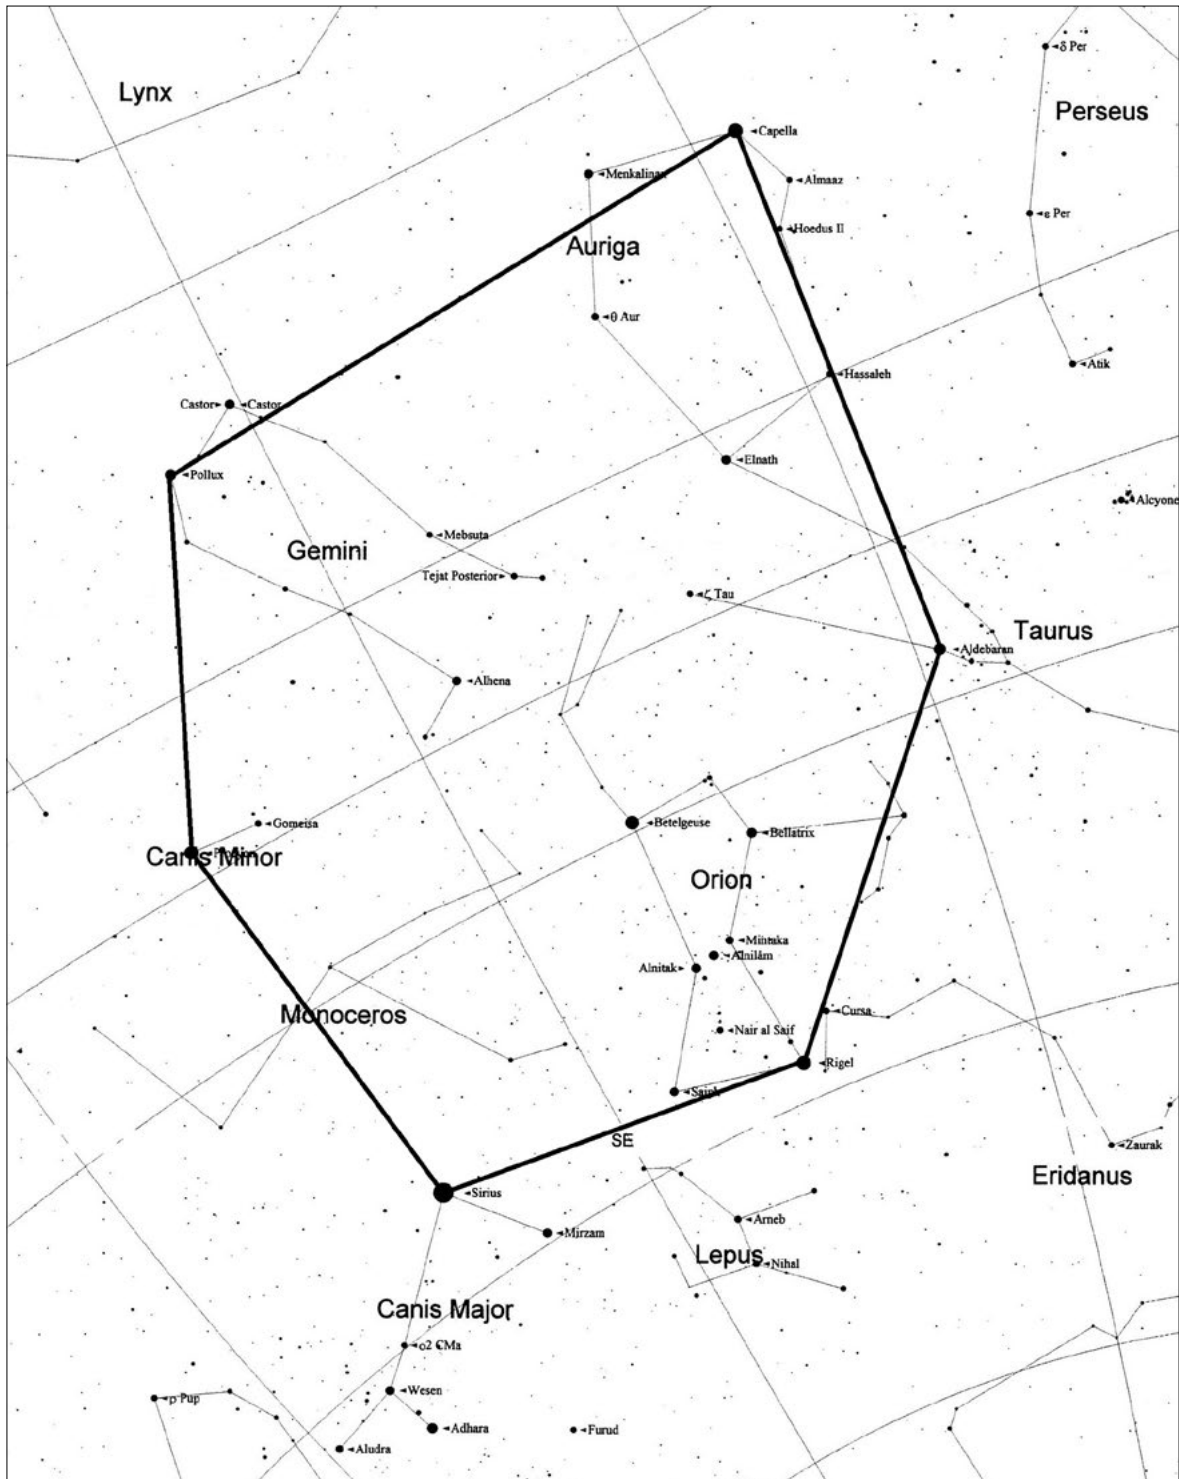 δ Per
Lynx
Perseus
Capella
Menkalinan
Almaaz
ε Per
Hoedus II
Auriga
θ Aur
Atik
Hassaleh
Castor
Castor
Elnath
Pollux
Alcyone
Mebsuta
Gemini
Tejat Posterior
ζ Tau
Taurus
Aldebaran
Alhena
Gomeisa
Betelgeuse
Bellatrix
Canis Minor
Orion
Mintaka
Alnilam
Alnitak
Cursa
Monoceros
Nair al Saif
Rigel
Saiph
SE
Zaurak
Eridanus
Sirius
Arneb
Mirzam
Lepus
Nihal
Canis Major
ο2 CMa
Wesen
ρ Pup
Adhara
Furud
Aludra